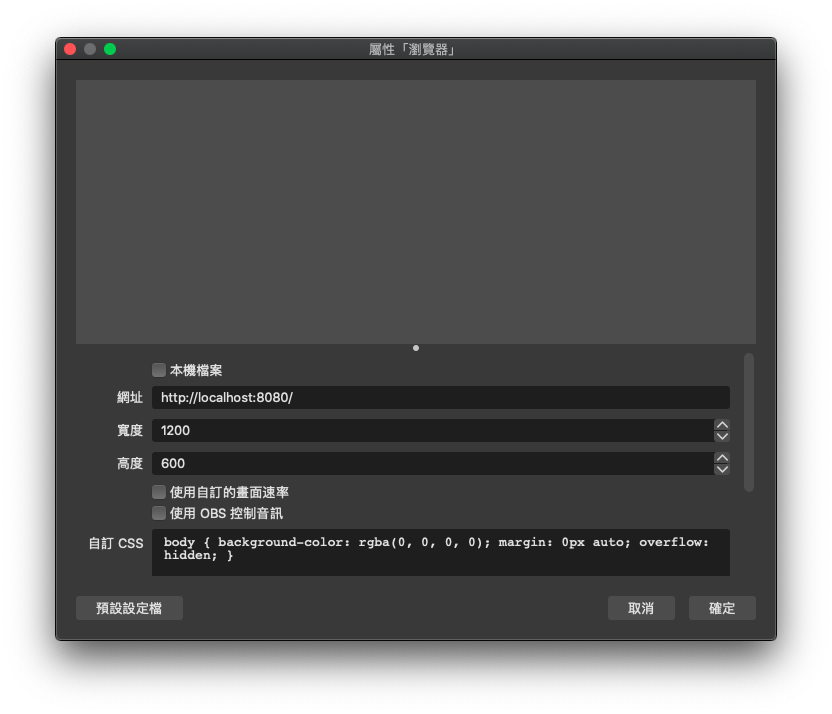 屬性「瀏覽器」
本機檔案
網址 http://localhost:8080/
寬度 1200
高度 600
使用自訂的畫面速率
使用 OBS 控制音訊
自訂 CSS body { background-color: rgba(0, 0, 0, 0); margin: 0px auto; overflow:
hidden; }
預設設定檔 取消 確定